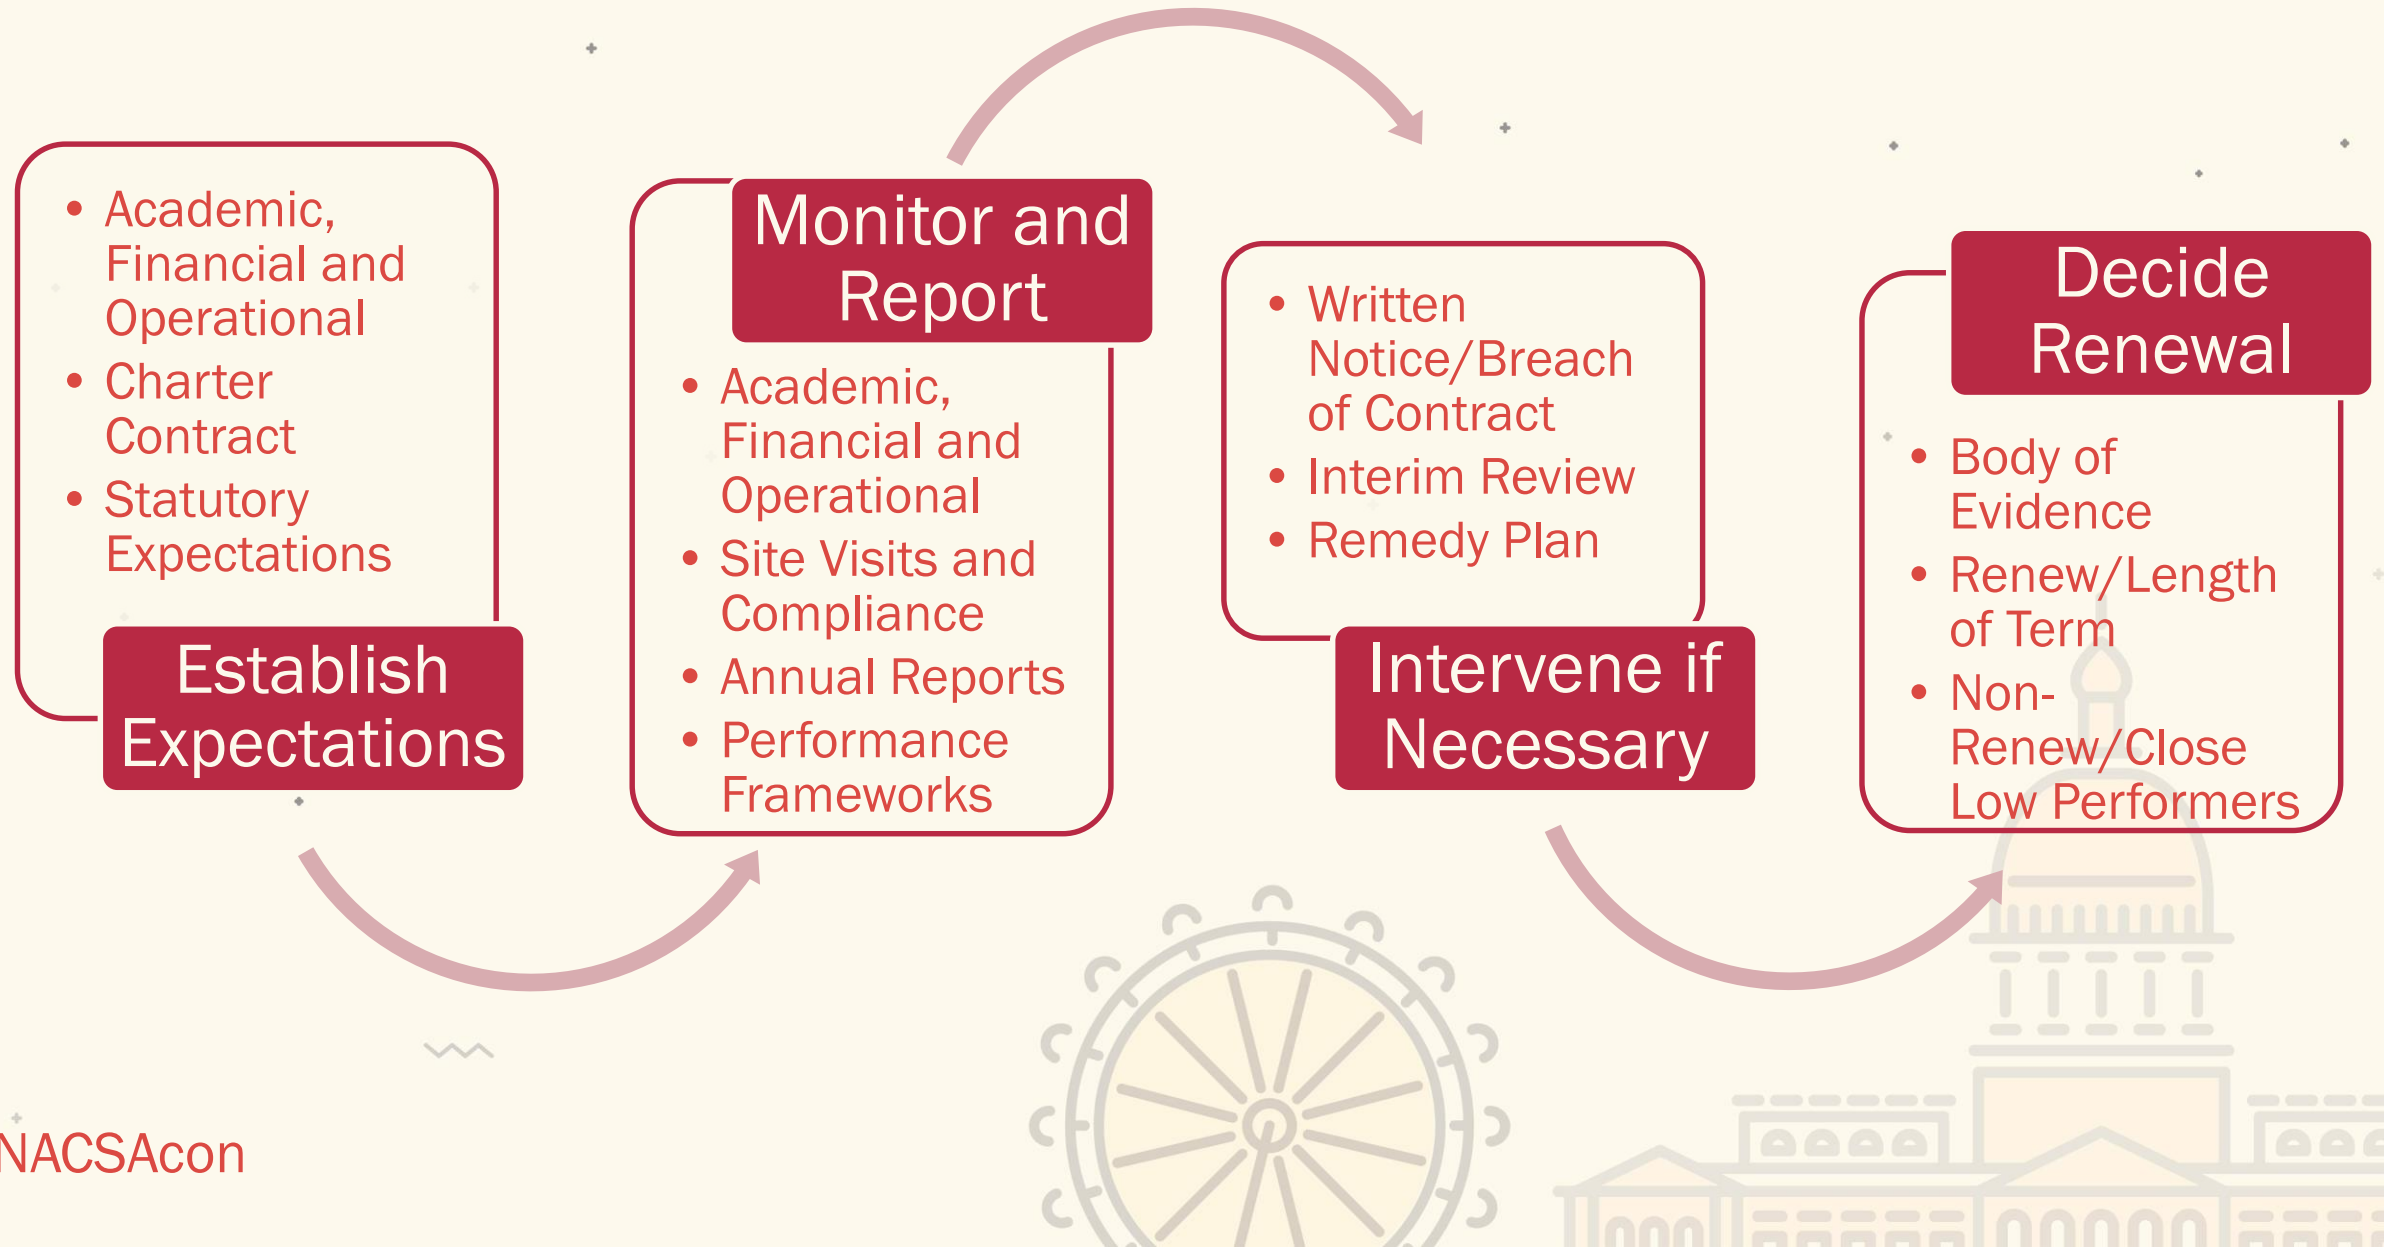 • Academic,
Financial and
Operational
• Charter
Contract
• Statutory
Expectations
Establish
Expectations
Monitor and
Report
• Academic,
Financial and
Operational
• Site Visits and
Compliance
• Annual Reports
• Performance
Frameworks
• Written
Notice/Breach
of Contract
• Interim Review
• Remedy Plan
Intervene if
Necessary
Decide
Renewal
• Body of
Evidence
• Renew/Length
of Term
• Non-
Renew/Close
Low Performers
NACSAcon